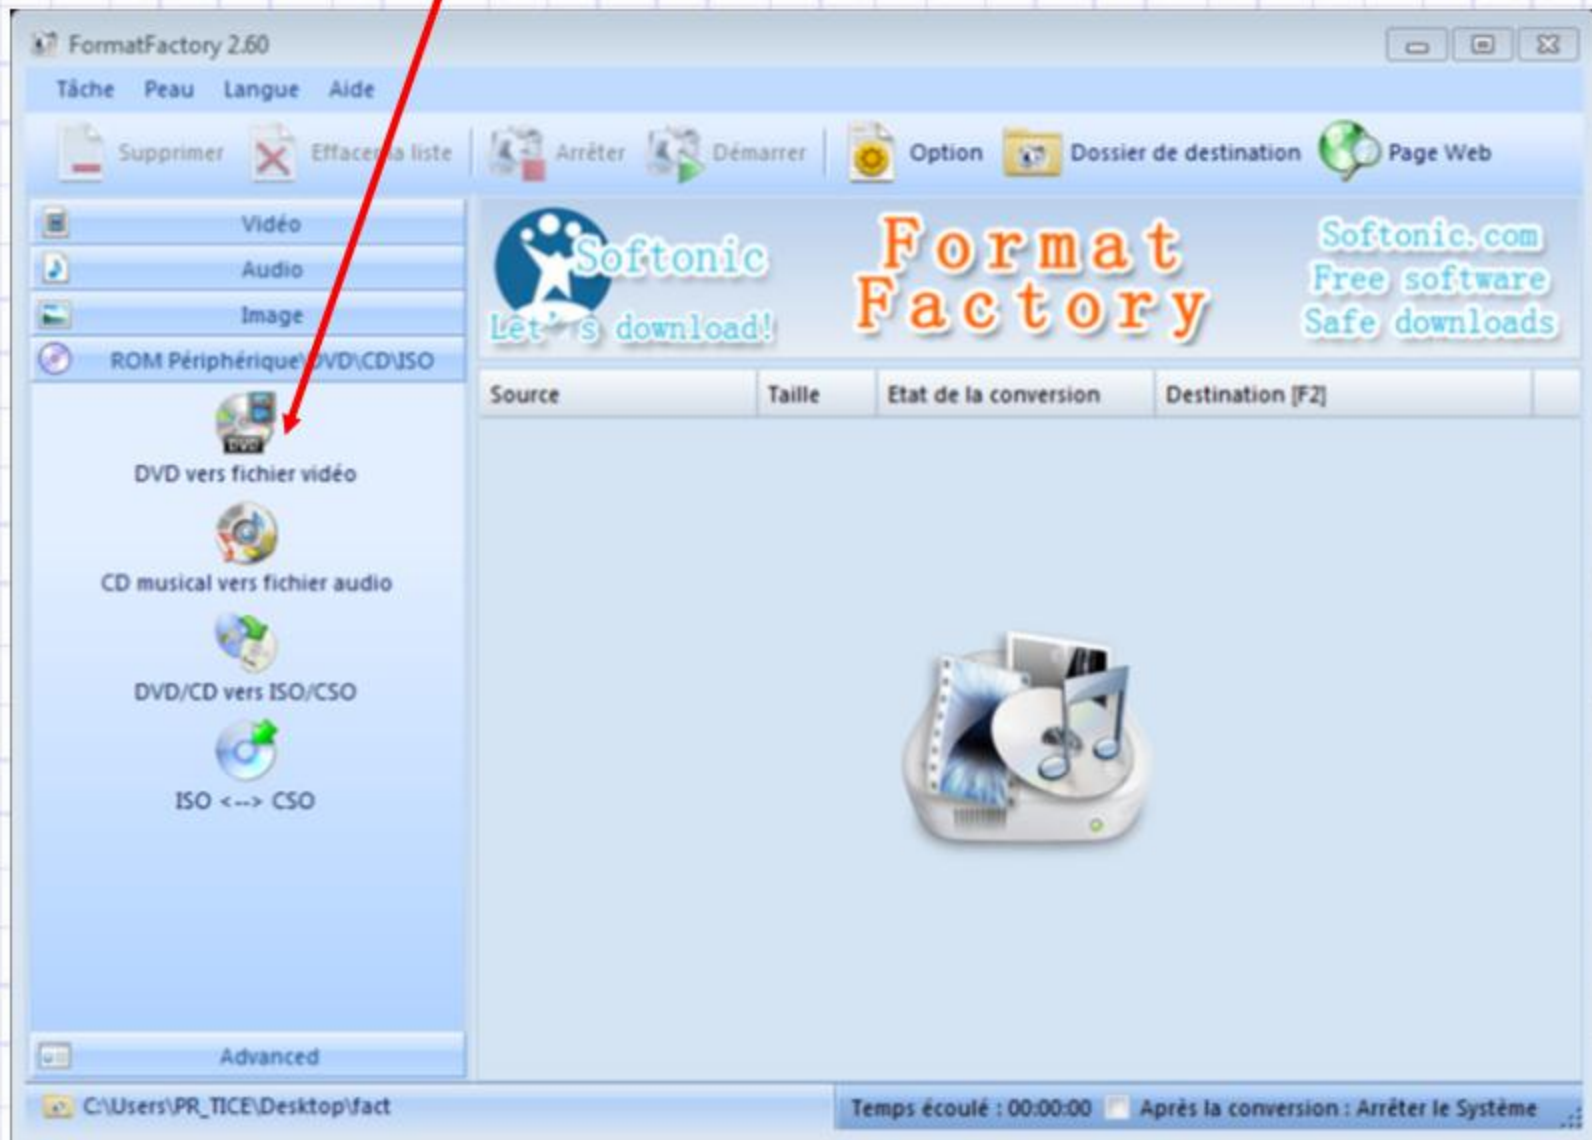 FormatFactory 2.60
Tâche Peau Langue Aide
Supprimer Effacer la liste Arrêter Démarrer Option Dossier de destination Page Web
Vidéo
Audio
Image
ROM Périphérique\DVD\CD\ISO
DVD
DVD vers fichier vidéo
CD musical vers fichier audio
DVD/CD vers ISO/CSO
ISO <--> CSO
Advanced
Softonic
Let's download!
Format
Factory
Softonic.com
Free software
Safe downloads
Source Taille Etat de la conversion Destination [F2]
C:\Users\PR_TICE\Desktop\fact
Temps écoulé : 00:00:00 Après la conversion : Arrêter le Système